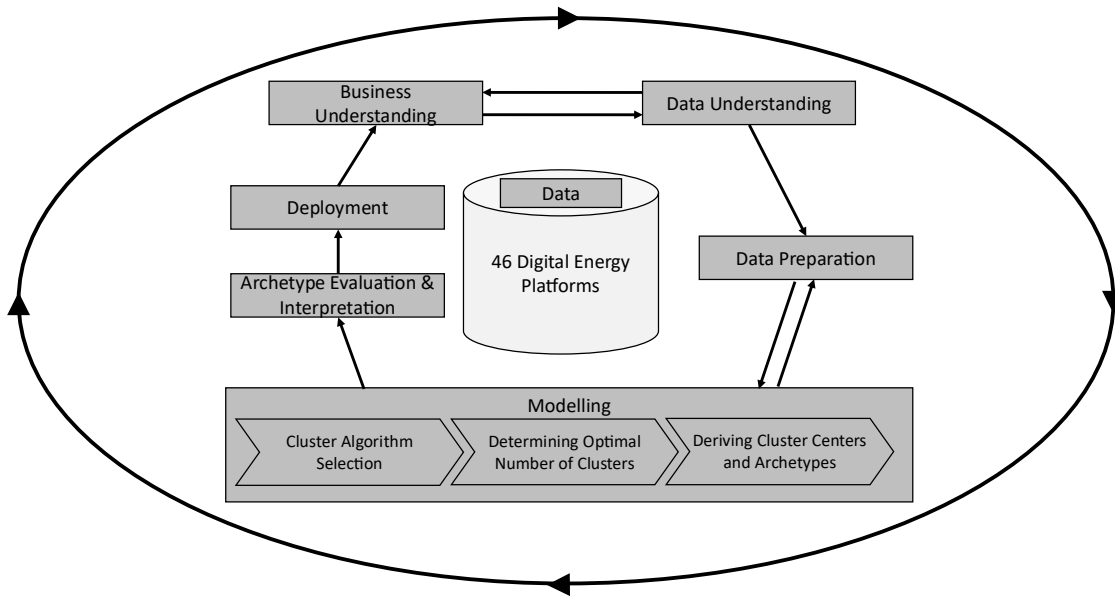 Business
Understanding
Data Understanding
Deployment
Data
46 Digital Energy
Platforms
Data Preparation
Archetype Evaluation &
Interpretation
Modelling
Cluster Algorithm
Selection
Determining Optimal
Number of Clusters
Deriving Cluster Centers
and Archetypes